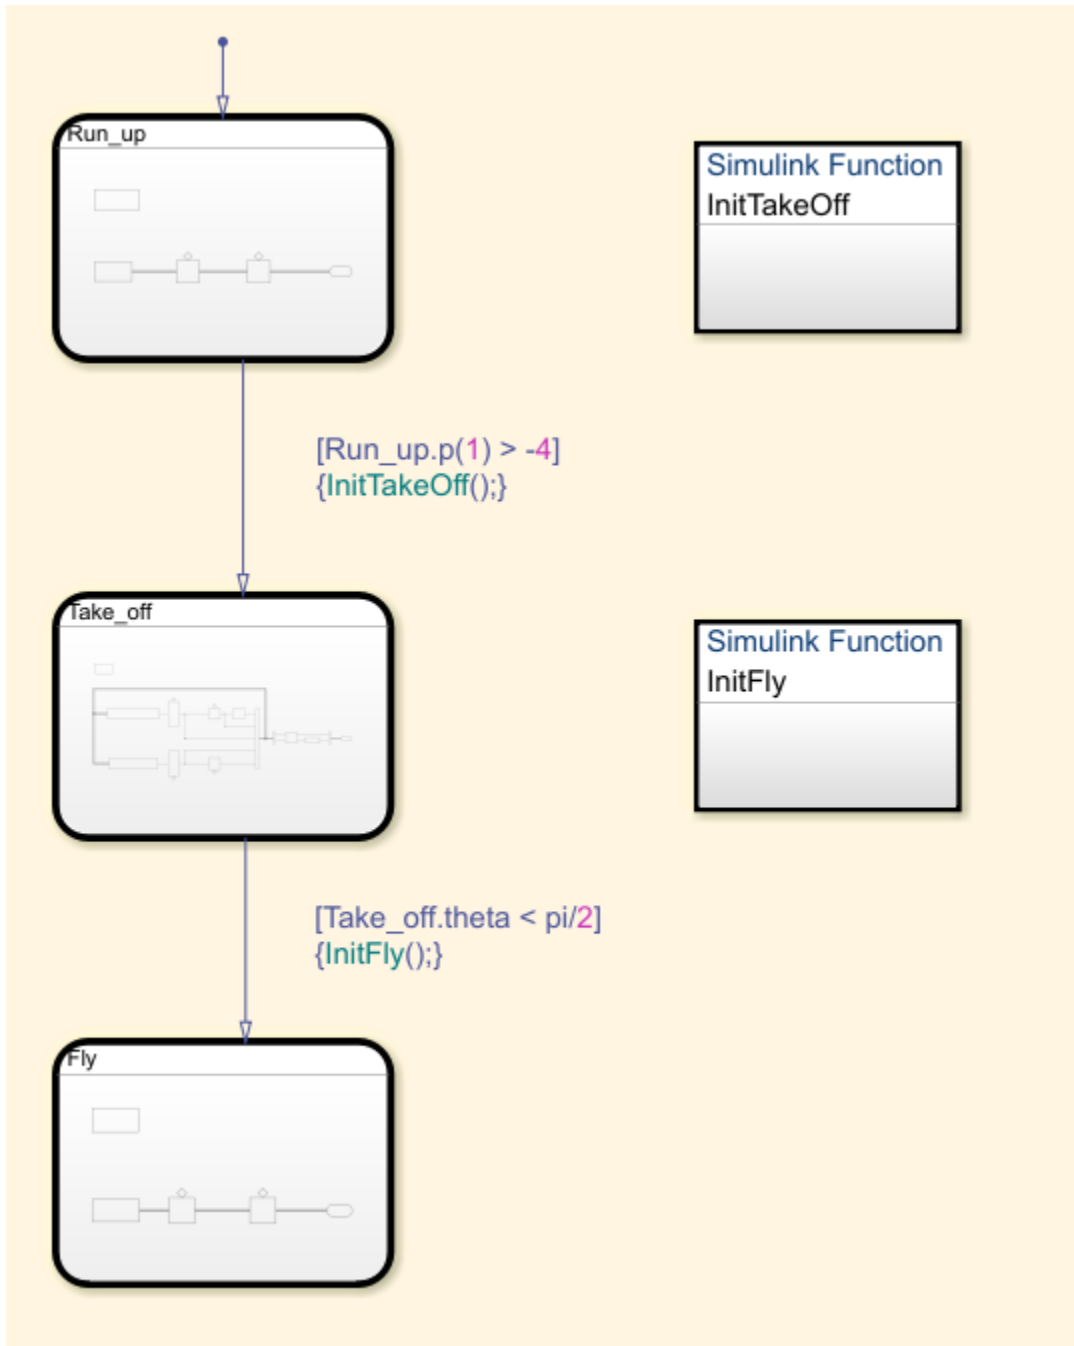 Run_up
Simulink Function
InitTakeOff
[Run_up.p(1) > -4]
{InitTakeOff();}
Take_off
Simulink Function
InitFly
[Take_off.theta < pi/2]
{InitFly();}
Fly